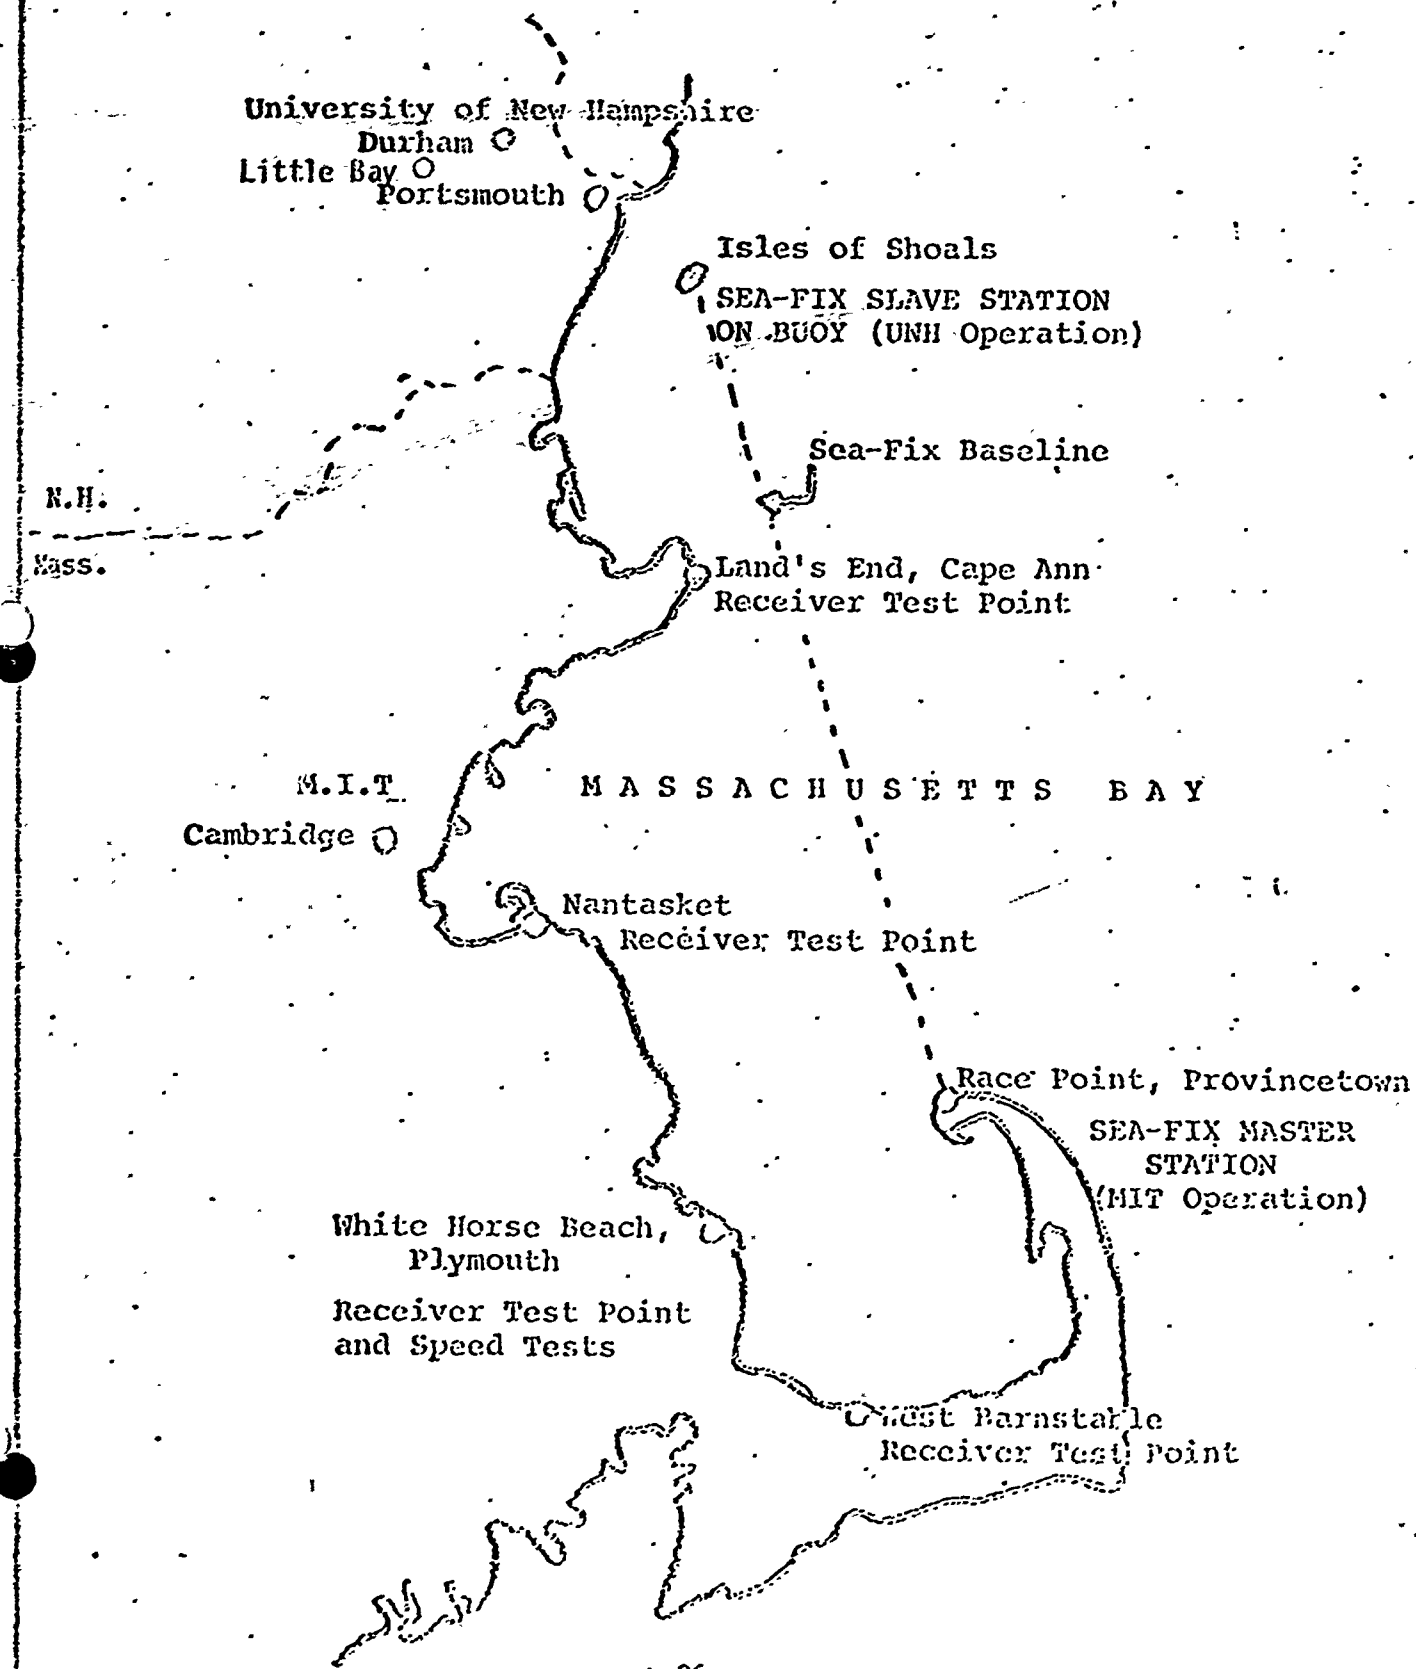 University of New Hampshire
Durham
Little Bay
Portsmouth
Isles of Shoals
SEA-FIX SLAVE STATION
ON BUOY (UNH Operation)
Sea-Fix Baseline
N.H.
Mass.
Land's End, Cape Ann
Receiver Test Point
M.I.T.
MASSACHUSETTS BAY
Cambridge
Nantasket
Receiver Test Point
Race Point, Provincetown
SEA-FIX MASTER
STATION
(MIT Operation)
White Horse Beach,
Plymouth
Receiver Test Point
and Speed Tests
Barnstable
Receiver Test Point